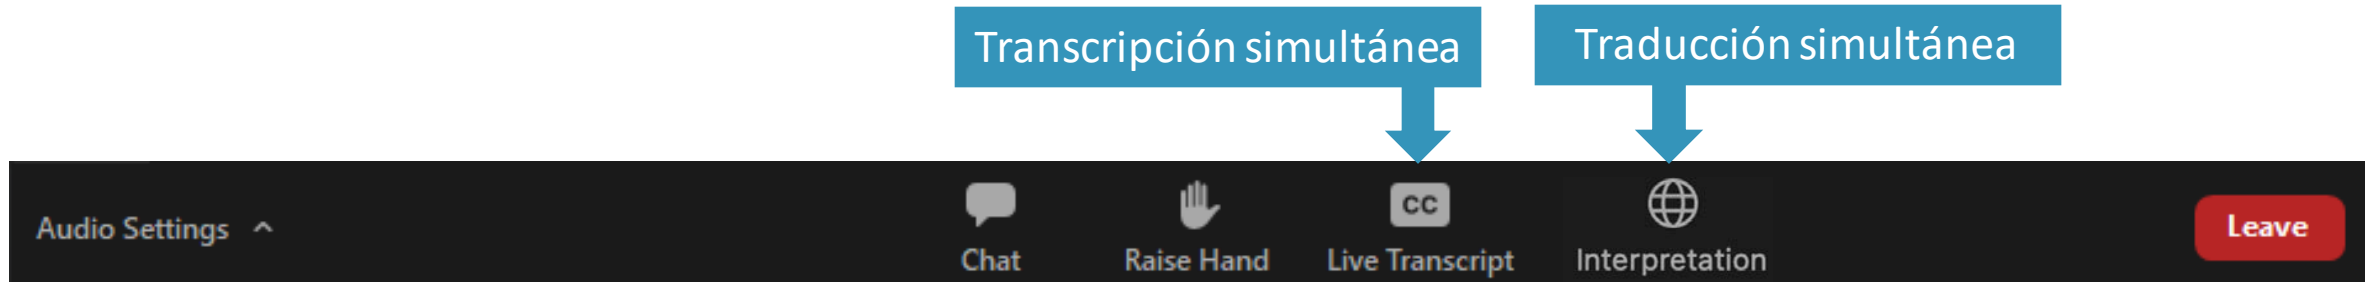 Transcripción simultánea
Traducción simultánea
Audio Settings
Chat
Raise Hand
CC
Live Transcript
Interpretation
Leave